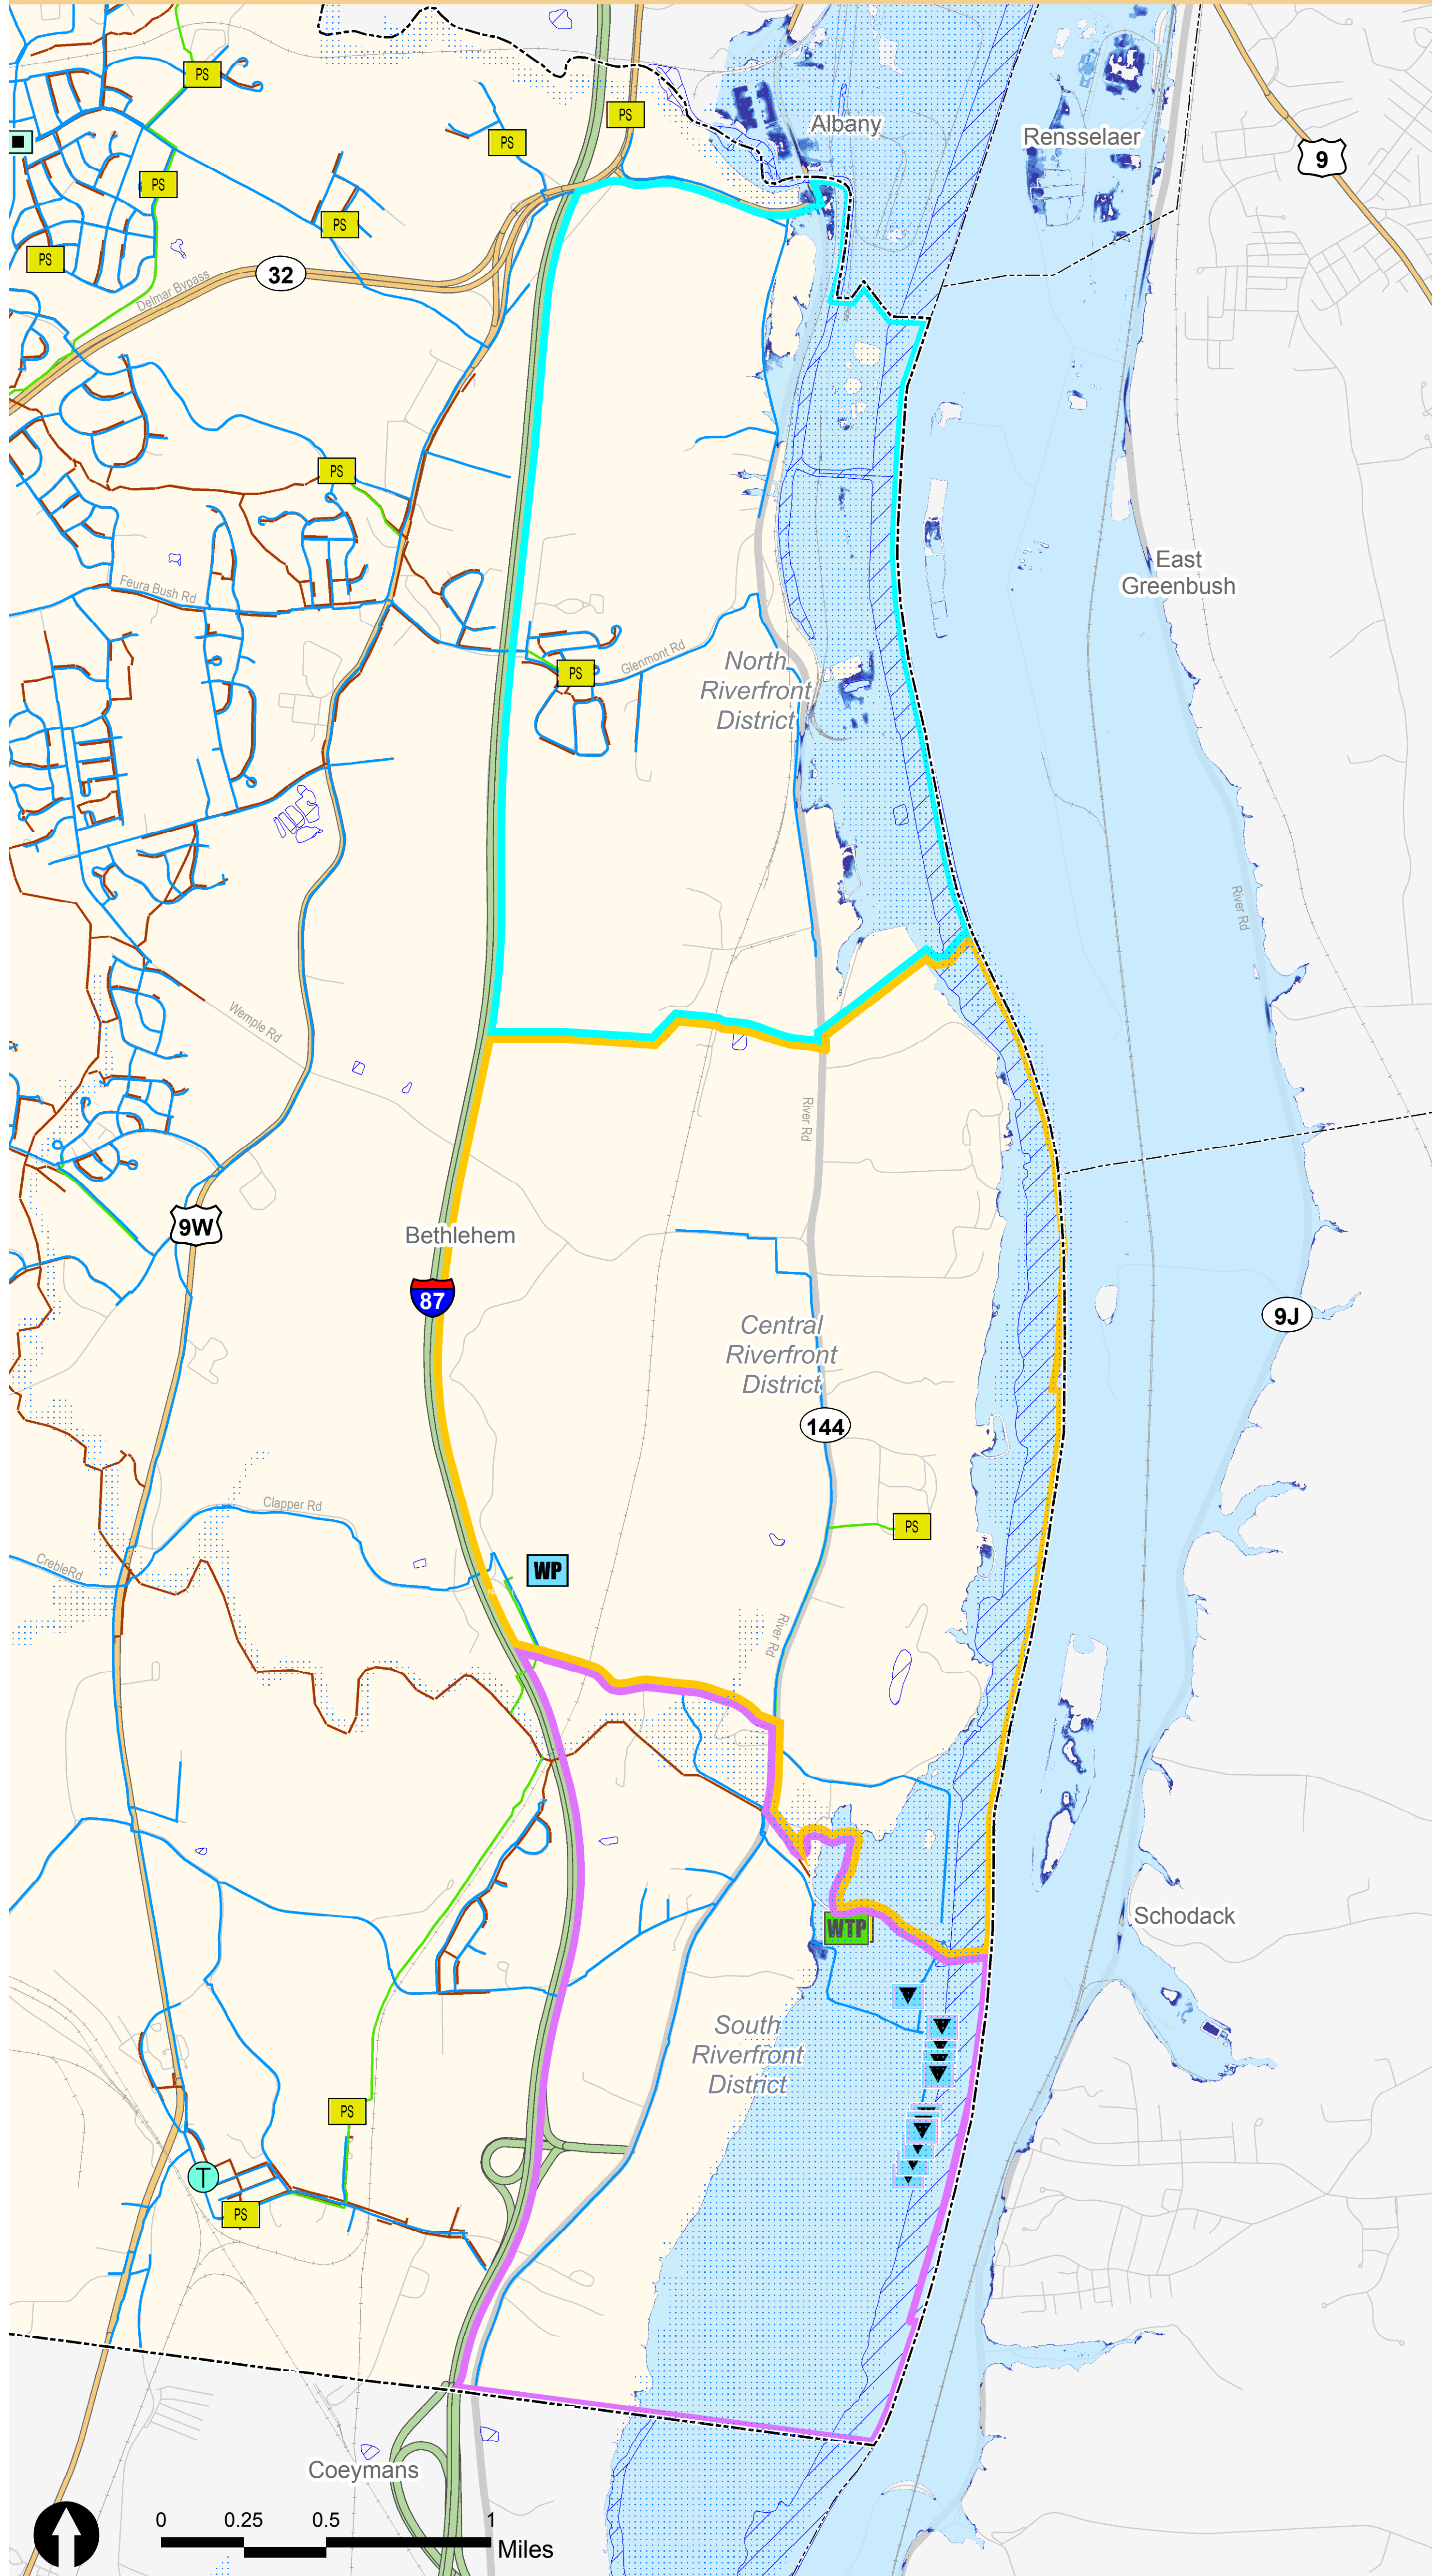 PS
PS
Albany
PS
Rensselaer
9
PS
PS
PS
32
Delmar Bypass
PS
East
Greenbush
Feura Bush Rd
Glenmont Rd
PS
North
Riverfront
District
River Rd
Wemple Rd
River Rd
9W
Bethlehem
87
9J
Central
Riverfront
District
144
Clapper Rd
PS
CrebleRd
WP
River Rd
Schodack
WTP
South
Riverfront
District
PS
T
PS
Coeymans
0 0.25 0.5 1
Miles